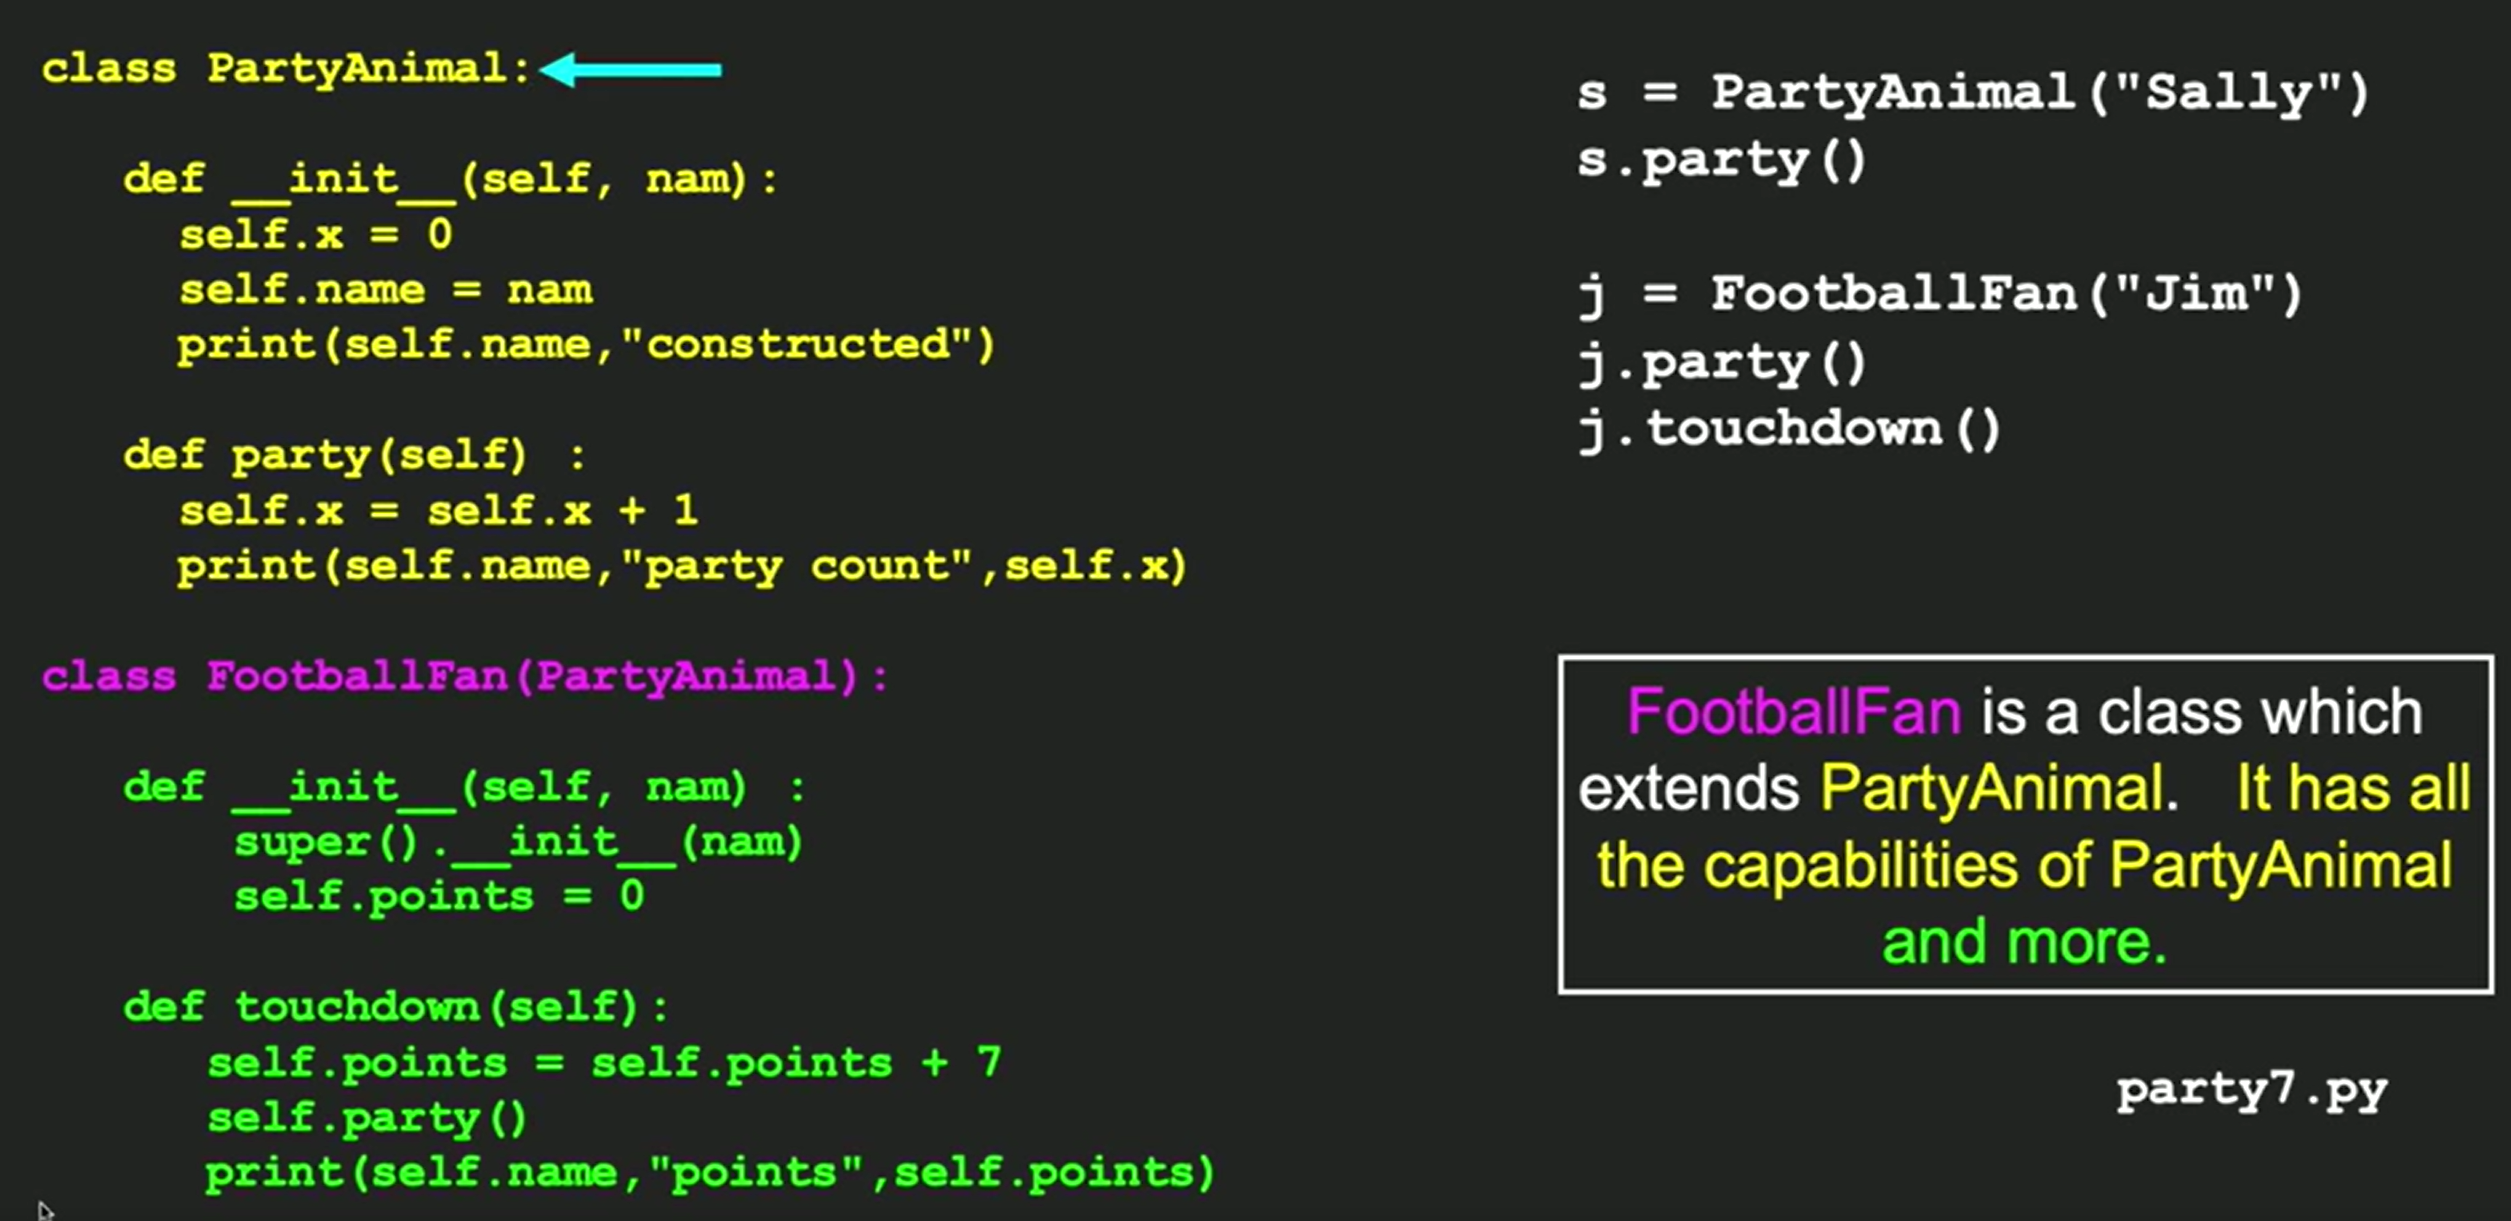 class PartyAnimal:
def __init__(self, nam):
self.x = 0
self.name = nam
print(self.name,"constructed")
def party(self) :
self.x = self.x + 1
print(self.name,"party count",self.x)
class FootballFan(PartyAnimal):
def __init__(self, nam) :
super().__init__(nam)
self.points = 0
def touchdown(self):
self.points = self.points + 7
self.party()
print(self.name,"points",self.points)
s = PartyAnimal("Sally")
s.party()
j = FootballFan("Jim")
j.party()
j.touchdown()
FootballFan is a class which
extends PartyAnimal. It has all
the capabilities of PartyAnimal
and more.
party7.py